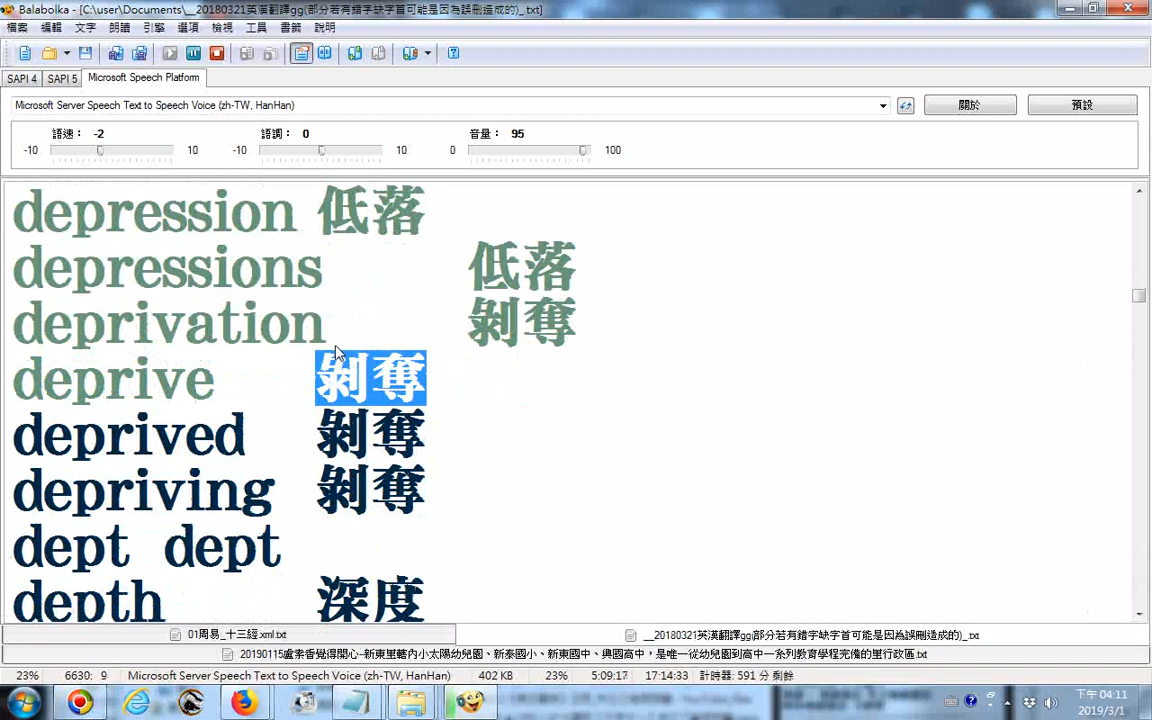 Balabolka - [C:\user\Documents\__20180321英漢翻譯gg(部分若有錯字缺字首可能是因為誤刪造成的)_.txt]
檔案 編輯 文字 朗讀 引擎 選項 檢視 工具 書籤 說明
SAPI 4 SAPI 5 Microsoft Speech Platform
Microsoft Server Speech Text to Speech Voice (zh-TW, HanHan) 關於 預設
語速： -2 語調： 0 音量： 95
-10 10 -10 10 0 100
depression 低落
depressions 低落
deprivation 剝奪
deprive 剝奪
deprived 剝奪
depriving 剝奪
dept dept
depth 深度
01周易_十三經.xml.txt __20180321英漢翻譯gg(部分若有錯字缺字首可能是因為誤刪造成的)_.txt
20190115盧素香覺得開心-新東里轄內小太陽幼兒園、新泰國小、新東國中、興國高中，是唯一從幼兒園到高中一系列教育學程完備的里行政區.txt
23% 6630: 9 Microsoft Server Speech Text to Speech Voice (zh-TW, HanHan) 402 KB 23% 5:09:17 17:14:33 計時器: 591 分 剩餘
下午 04:11
2019/3/1